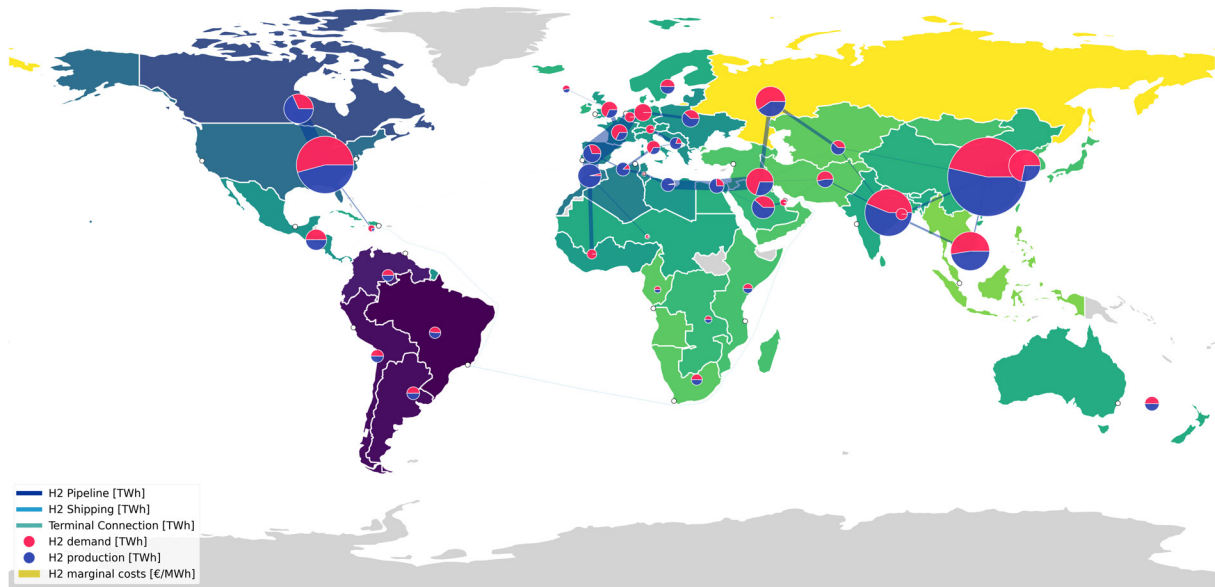 H2 Pipeline [TWh]
H2 Shipping [TWh]
Terminal Connection [TWh]
H2 demand [TWh]
H2 production [TWh]
H2 marginal costs [€/MWh]